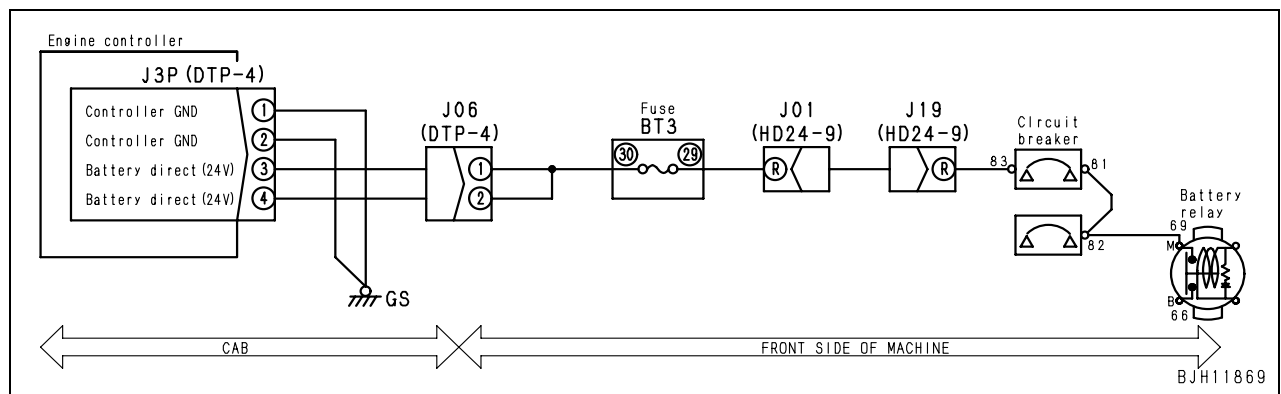 Engine controller
J3P (DTP-4)
Controller GND 1
Controller GND 2
Battery direct (24V) 3
Battery direct (24V) 4
GS
J06
(DTP-4)
1
2
Fuse
BT3
30 29
J01
(HD24-9)
R
J19
(HD24-9)
R
CIrcuit
breaker
83 81
82
Battery
relay
69
M
B
66
CAB
FRONT SIDE OF MACHINE
BJH11869